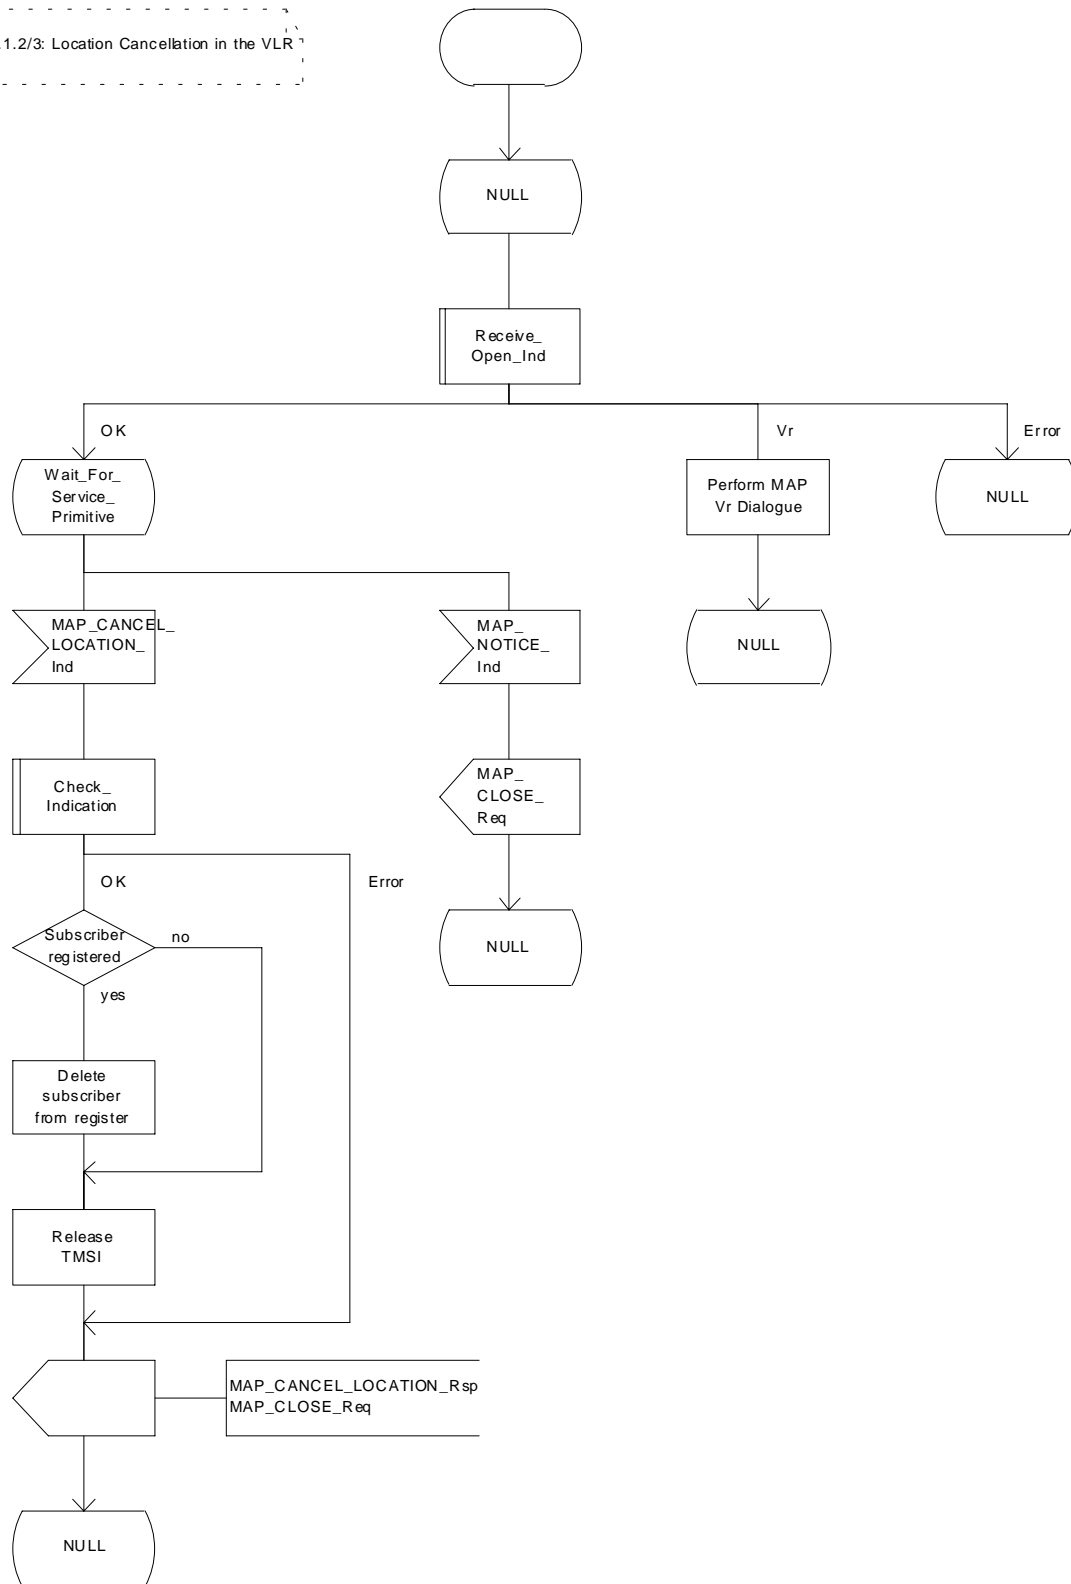 .1.2/3: Location Cancellation in the VLR
NULL
Receive_
Open_Ind
OK
Vr
Error
Wait_For_
Service_
Primitive
Perform MAP
Vr Dialogue
NULL
MAP_CANCEL_
LOCATION_
Ind
MAP_
NOTICE_
Ind
NULL
Check_
Indication
MAP_
CLOSE_
Req
OK
Error
Subscriber
registered
no
yes
NULL
Delete
subscriber
from register
Release
TMSI
MAP_CANCEL_LOCATION_Rsp
MAP_CLOSE_Req
NULL